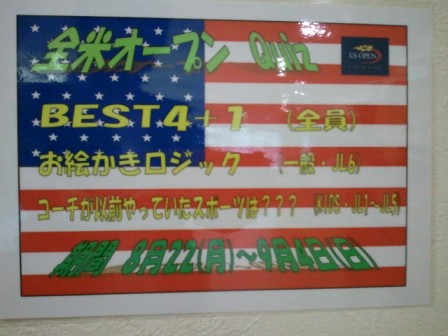 全米オープン Quiz
US OPEN
BEST4+1 （全員）
お絵かきロジック （一般・JL6）
コーチが以前やっていたスポーツは？？？ （KIDS・JL1～JL5）
期間 8月22（月）～9月4日（日）